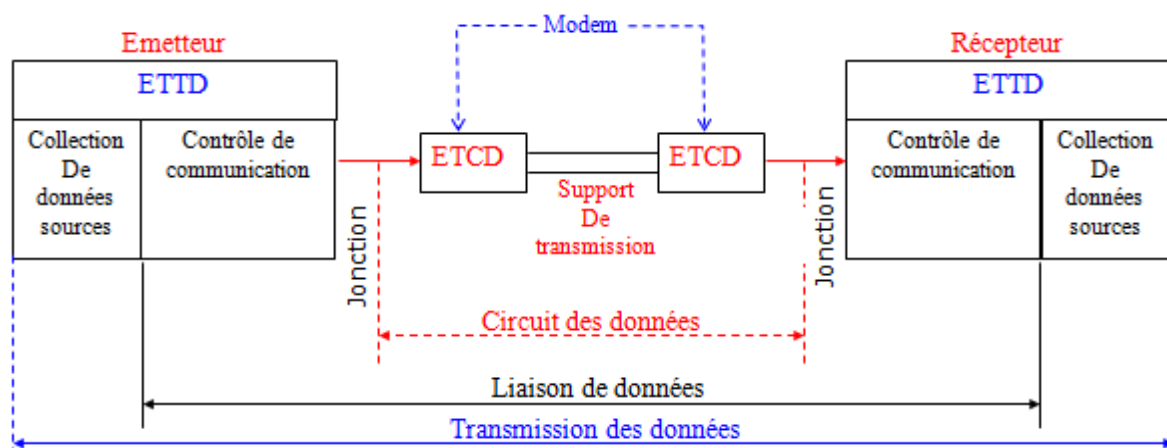 Modem
Emetteur
Récepteur
ETTD
ETTD
Collection
De
données
sources
Contrôle de
communication
ETCD
ETCD
Contrôle de
communication
Collection
De
données
sources
Support
De
transmission
Jonction
Jonction
Circuit des données
Liaison de données
Transmission des données